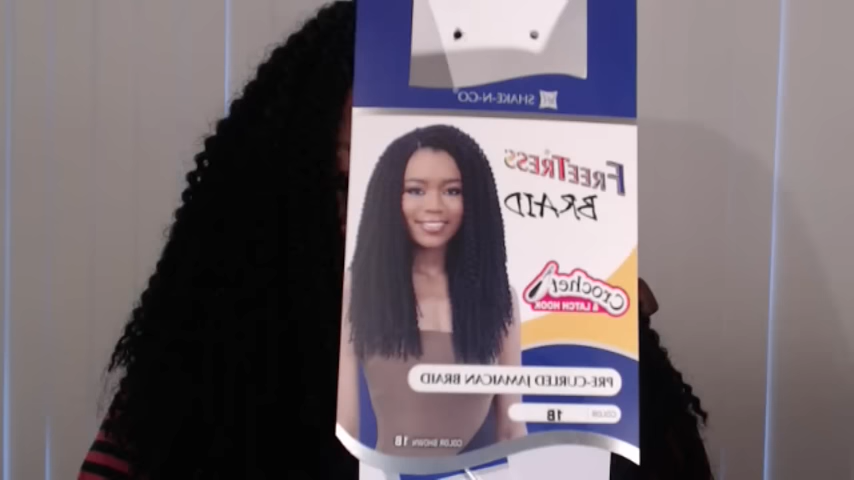 SHAKE-N-GO
FREETRESS
BRAID
Crochet
& LATCH HOOK
PRE-CURLED JAMAICAN BRAID
COLOR 1B
COLOR SHOWN 1B